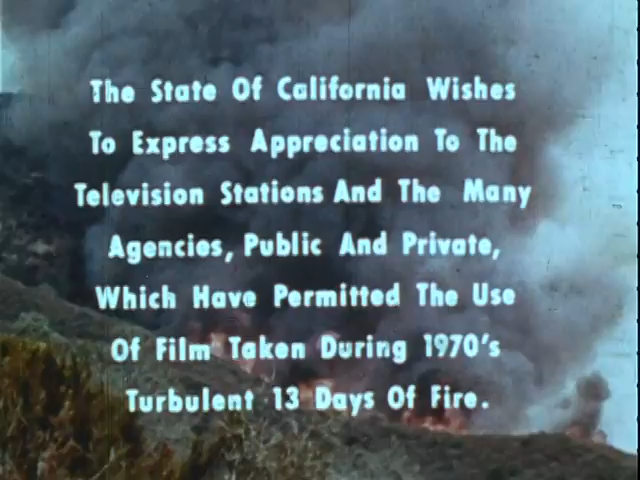 The State Of California Wishes
To Express Appreciation To The
Television Stations And The Many
Agencies, Public And Private,
Which Have Permitted The Use
Of Film Taken During 1970's
Turbulent 13 Days Of Fire.